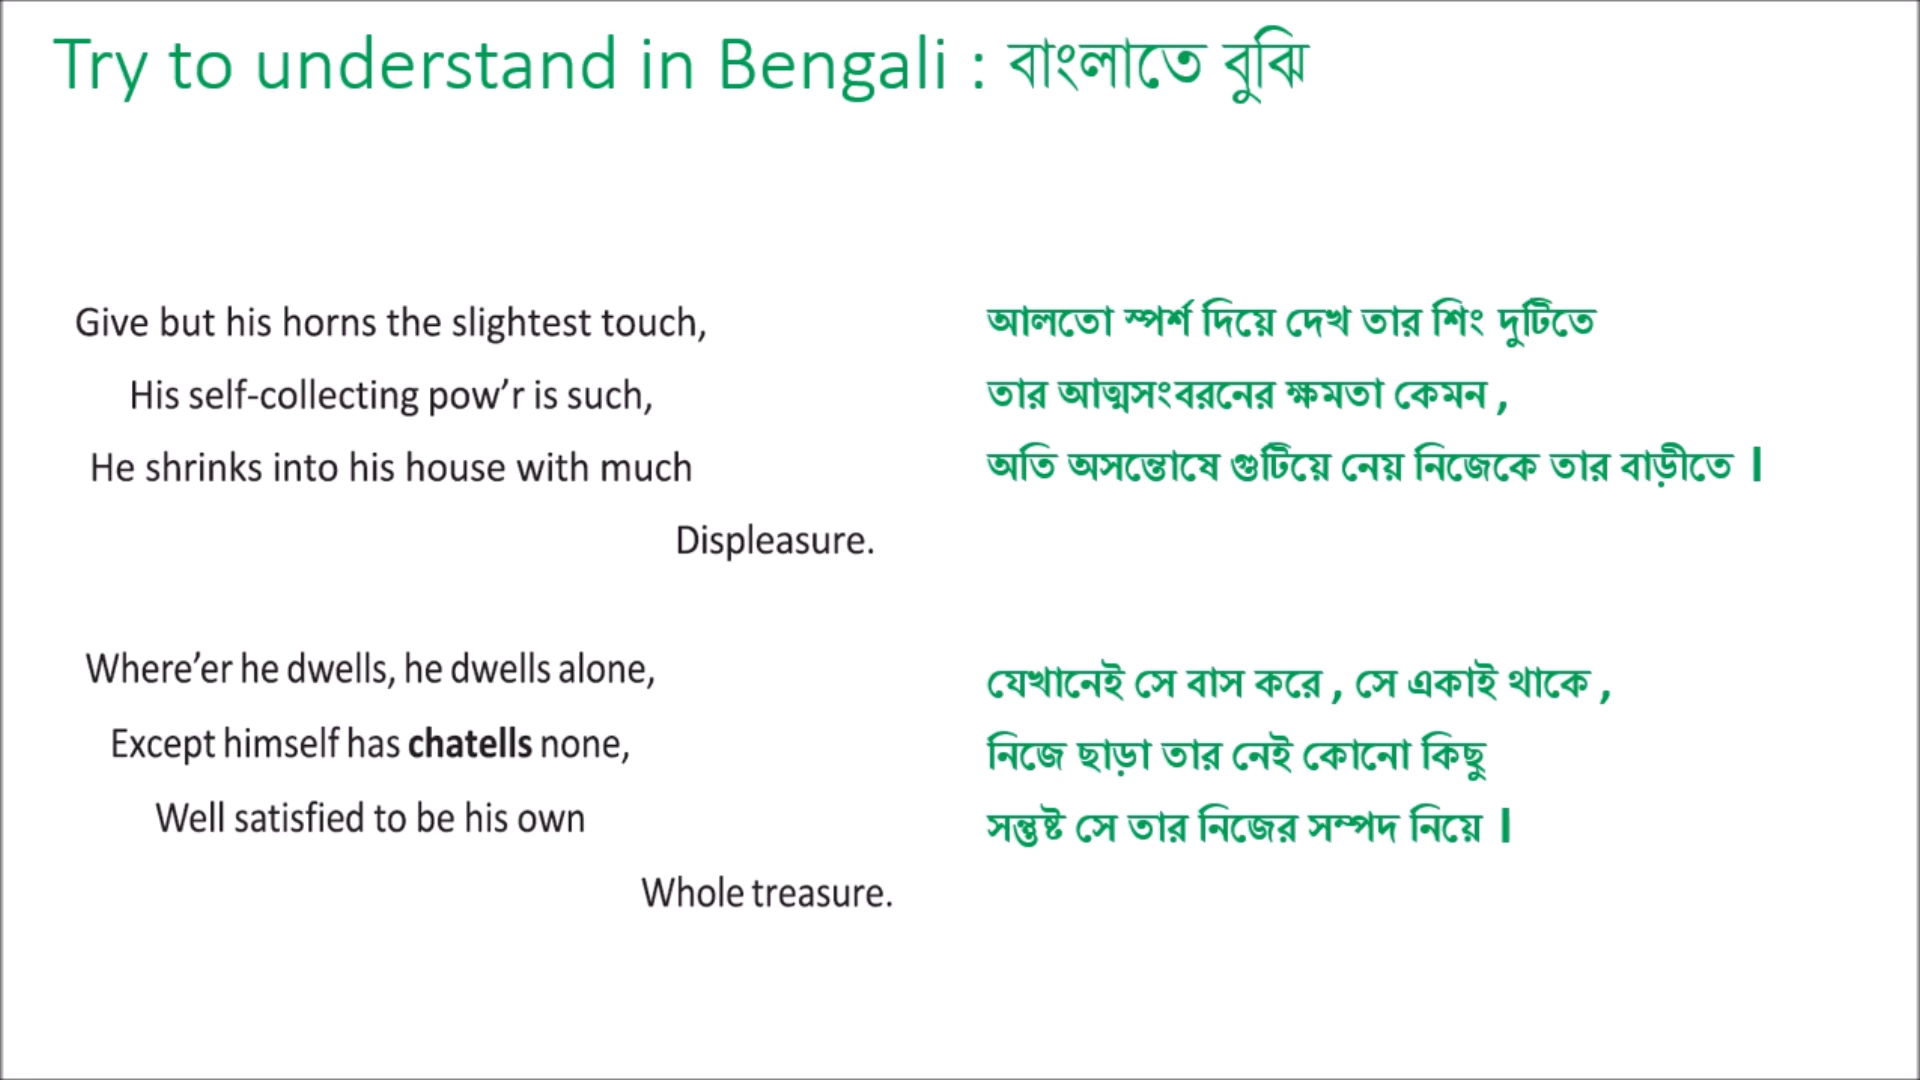 Try to understand in Bengali : বাংলাতে বুঝি
Give but his horns the slightest touch,
His self-collecting pow’r is such,
He shrinks into his house with much
Displeasure.
Where’er he dwells, he dwells alone,
Except himself has chatells none,
Well satisfied to be his own
Whole treasure.
আলতো স্পর্শ দিয়ে দেখ তার শিং দুটিতে
তার আত্মসংবরনের ক্ষমতা কেমন ,
অতি অসন্তোষে গুটিয়ে নেয় নিজেকে তার বাড়ীতে ।
যেখানেই সে বাস করে , সে একাই থাকে ,
নিজে ছাড়া তার নেই কোনো কিছু
সন্তুষ্ট সে তার নিজের সম্পদ নিয়ে ।